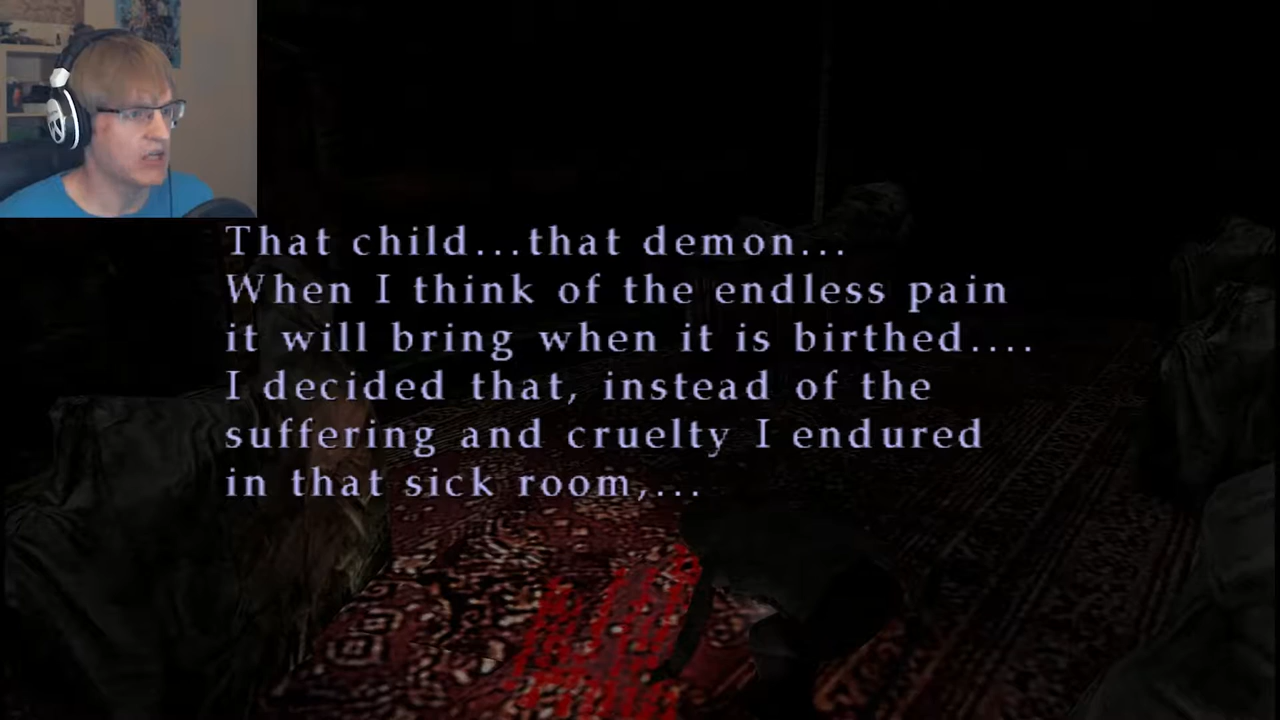 That child...that demon...
When I think of the endless pain
it will bring when it is birthed....
I decided that, instead of the
suffering and cruelty I endured
in that sick room,...